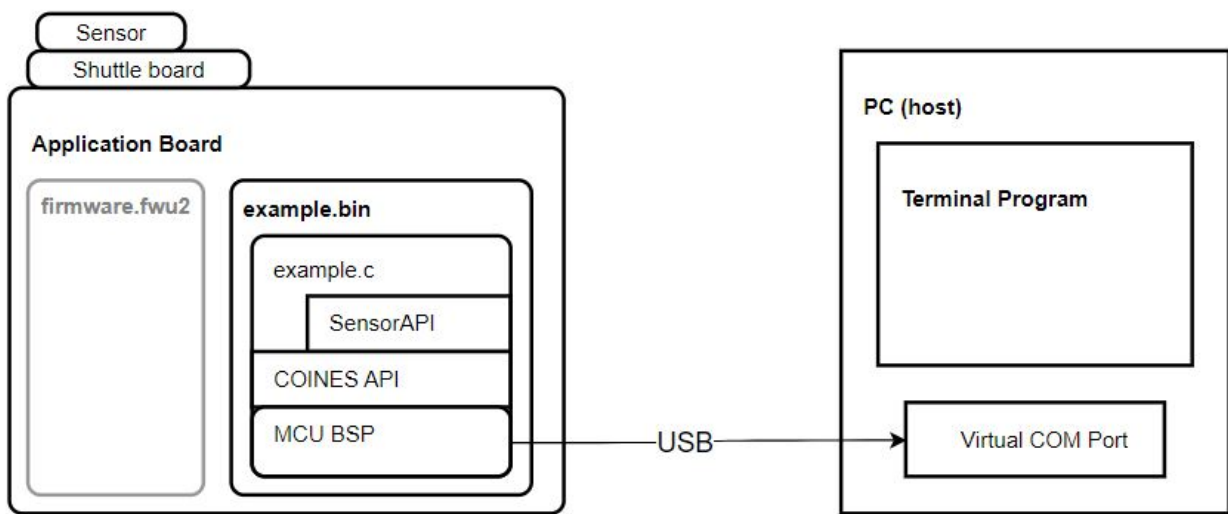 Sensor
Shuttle board
Application Board
firmware.fwu2
example.bin
example.c
SensorAPI
COINES API
MCU BSP
USB
PC (host)
Terminal Program
Virtual COM Port